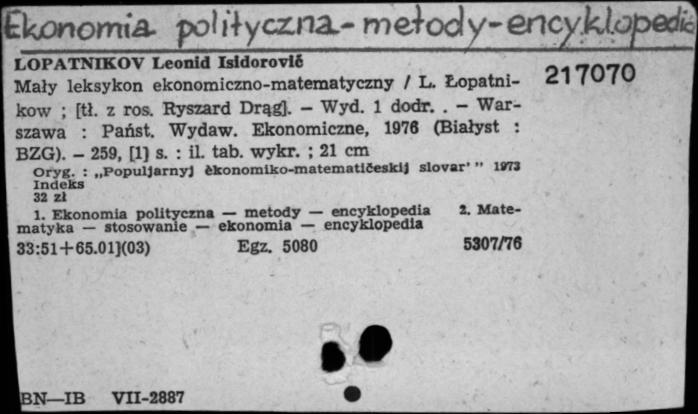 Ekonomia polityczna-metody-encyklopedia
LOPATNIKOV Leonid Isidorovič
217070
Mały leksykon ekonomiczno-matematyczny / L. Łopatni-
kow ; [tł. z ros. Ryszard Drąg]. — Wyd. 1 dodr. . — War-
szawa : Państ. Wydaw. Ekonomiczne, 1976 (Białyst :
BZG). — 259, [1] s. : il. tab. wykr. ; 21 cm
Oryg. : „Populjarnyj èkonomiko-matematičeskij slovar' ” 1973
Indeks
32 zł
1. Ekonomia polityczna — metody — encyklopedia 2. Mate-
matyka — stosowanie — ekonomia — encyklopedia
33:51+65.01](03) Egz. 5080 5307/76
BN—IB VII-2887